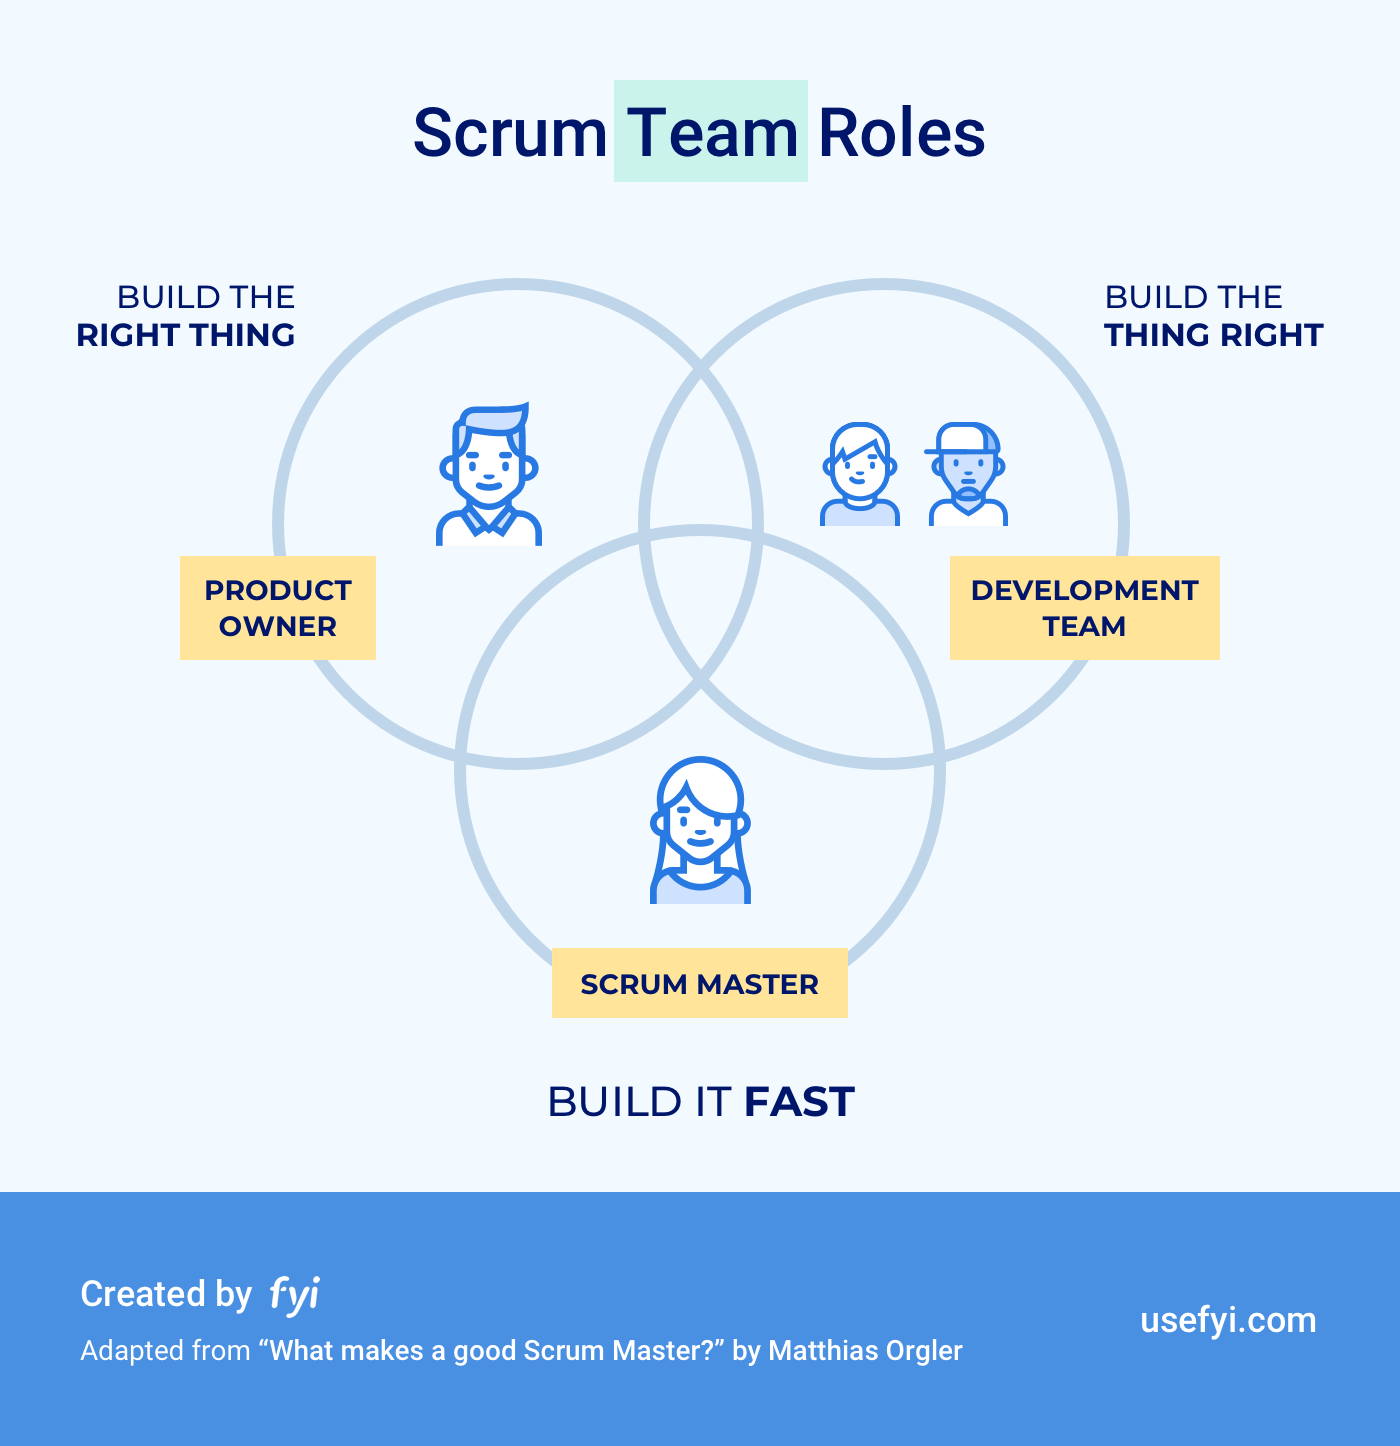 Scrum Team Roles
BUILD THE
RIGHT THING
BUILD THE
THING RIGHT
PRODUCT
OWNER
DEVELOPMENT
TEAM
SCRUM MASTER
BUILD IT FAST
Created by fyi
Adapted from “What makes a good Scrum Master?” by Matthias Orgler
usefyi.com